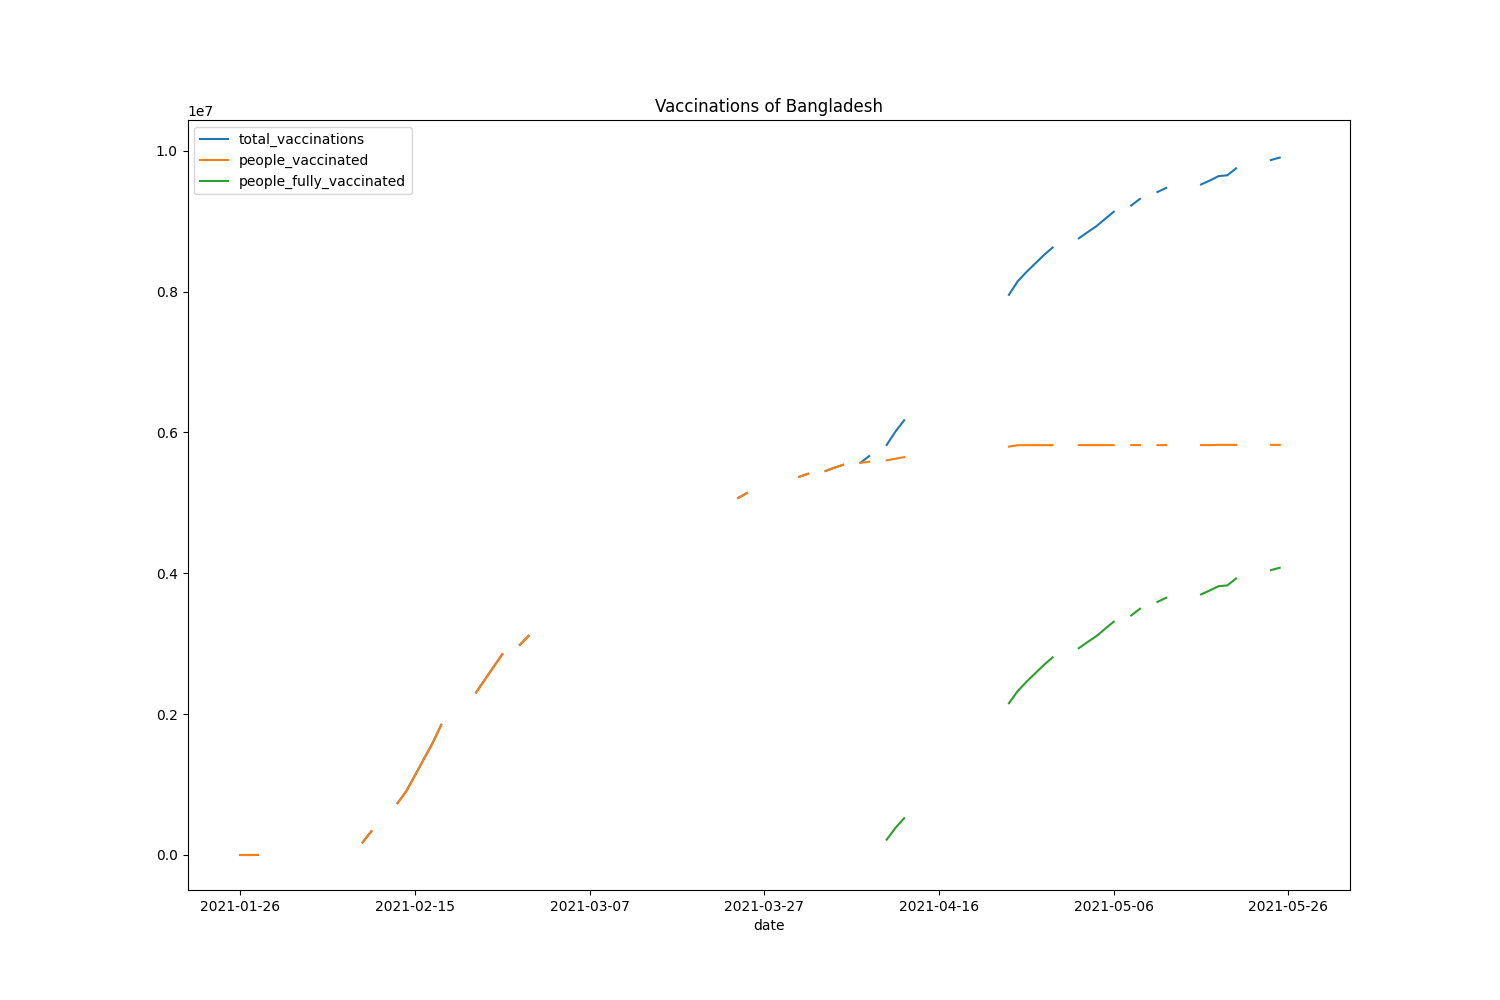 Vaccinations of Bangladesh
1e7
total_vaccinations
people_vaccinated
people_fully_vaccinated
1.0
0.8
0.6
0.4
0.2
0.0
2021-01-26 2021-02-15 2021-03-07 2021-03-27 2021-04-16 2021-05-06 2021-05-26
date